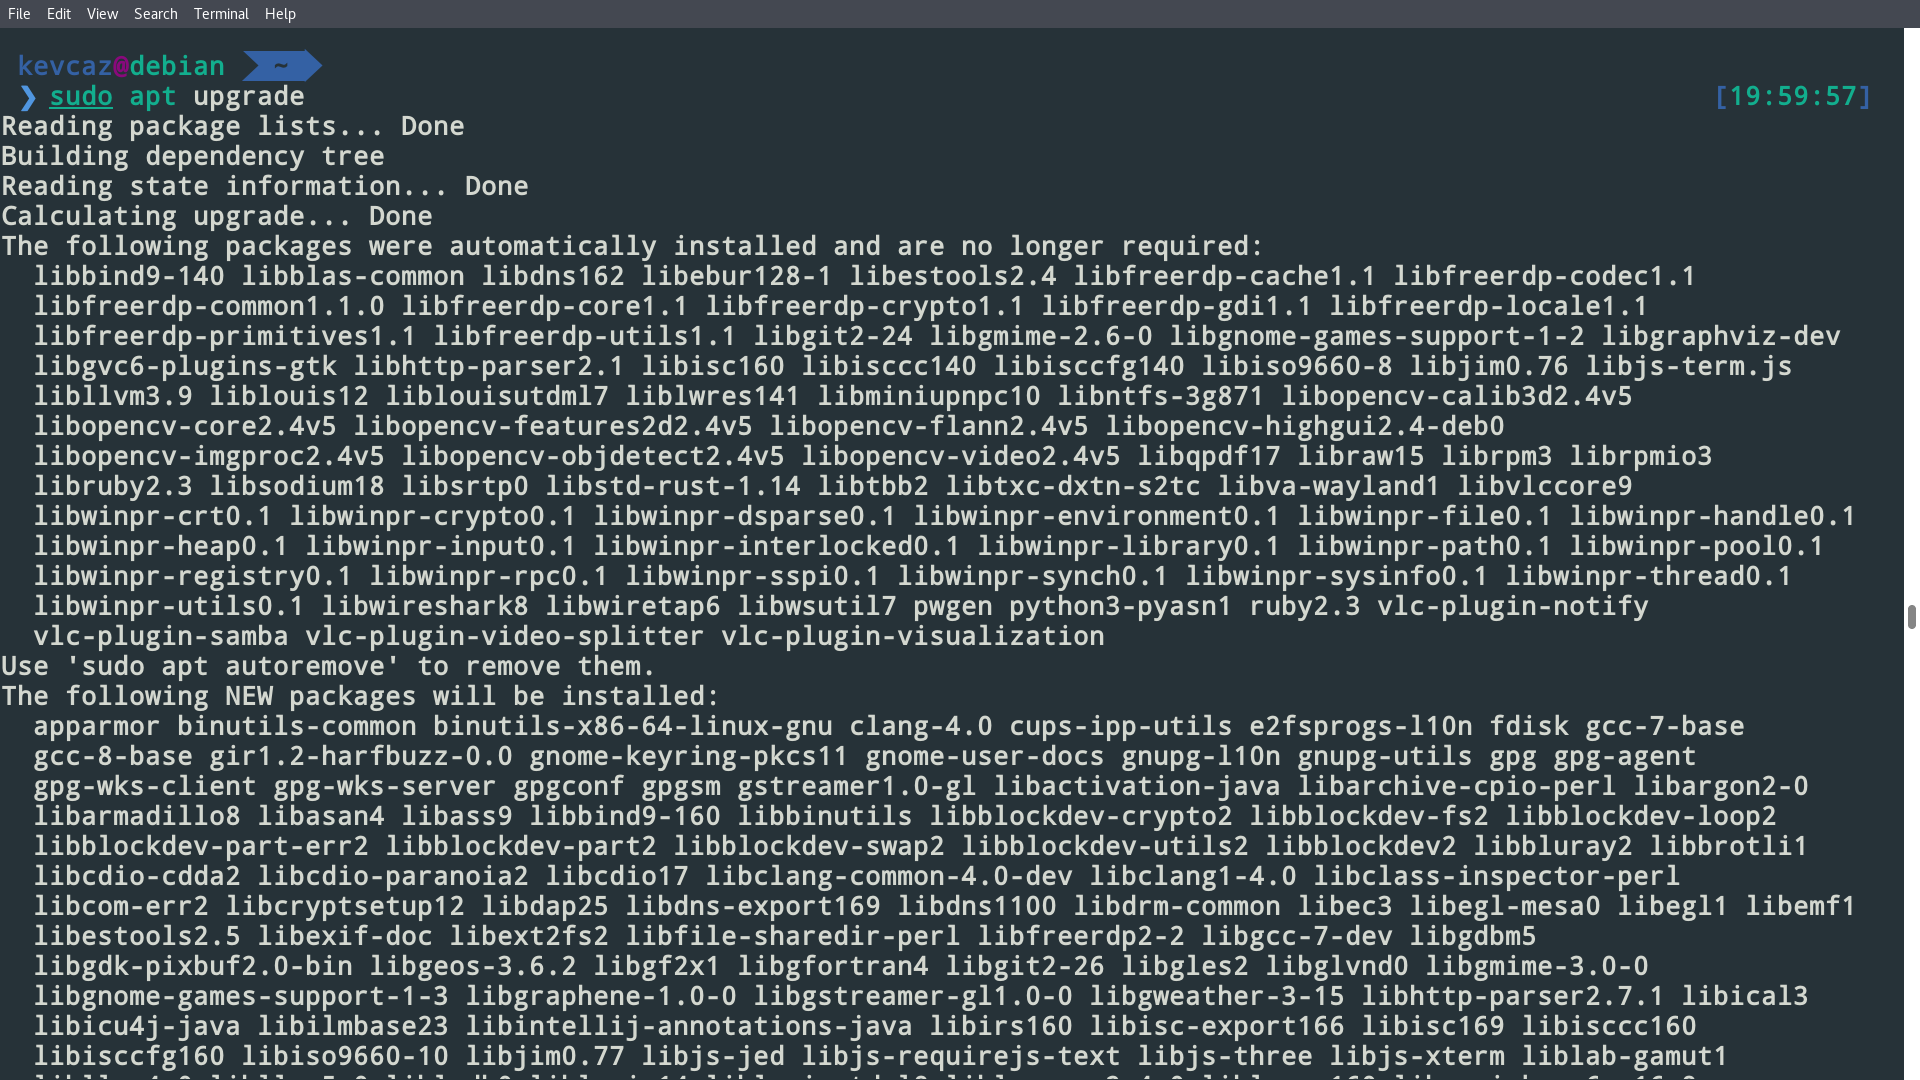 File Edit View Search Terminal Help
kevcaz@debian ~
❯ sudo apt upgrade [19:59:57]
Reading package lists... Done
Building dependency tree
Reading state information... Done
Calculating upgrade... Done
The following packages were automatically installed and are no longer required:
libbind9-140 libblas-common libdns162 libebur128-1 libestools2.4 libfreerdp-cache1.1 libfreerdp-codec1.1
libfreerdp-common1.1.0 libfreerdp-core1.1 libfreerdp-crypto1.1 libfreerdp-gdi1.1 libfreerdp-locale1.1
libfreerdp-primitives1.1 libfreerdp-utils1.1 libgit2-24 libgmime-2.6-0 libgnome-games-support-1-2 libgraphviz-dev
libgvc6-plugins-gtk libhttp-parser2.1 libisc160 libisccc140 libisccfg140 libiso9660-8 libjim0.76 libjs-term.js
libllvm3.9 liblouis12 liblouisutdml7 liblwres141 libminiupnpc10 libntfs-3g871 libopencv-calib3d2.4v5
libopencv-core2.4v5 libopencv-features2d2.4v5 libopencv-flann2.4v5 libopencv-highgui2.4-deb0
libopencv-imgproc2.4v5 libopencv-objdetect2.4v5 libopencv-video2.4v5 libqpdf17 libraw15 librpm3 librpmio3
libruby2.3 libsodium18 libsrtp0 libstd-rust-1.14 libtbb2 libtxc-dxtn-s2tc libva-wayland1 libvlccore9
libwinpr-crt0.1 libwinpr-crypto0.1 libwinpr-dsparse0.1 libwinpr-environment0.1 libwinpr-file0.1 libwinpr-handle0.1
libwinpr-heap0.1 libwinpr-input0.1 libwinpr-interlocked0.1 libwinpr-library0.1 libwinpr-path0.1 libwinpr-pool0.1
libwinpr-registry0.1 libwinpr-rpc0.1 libwinpr-sspi0.1 libwinpr-synch0.1 libwinpr-sysinfo0.1 libwinpr-thread0.1
libwinpr-utils0.1 libwireshark8 libwiretap6 libwsutil7 pwgen python3-pyasn1 ruby2.3 vlc-plugin-notify
vlc-plugin-samba vlc-plugin-video-splitter vlc-plugin-visualization
Use 'sudo apt autoremove' to remove them.
The following NEW packages will be installed:
apparmor binutils-common binutils-x86-64-linux-gnu clang-4.0 cups-ipp-utils e2fsprogs-l10n fdisk gcc-7-base
gcc-8-base gir1.2-harfbuzz-0.0 gnome-keyring-pkcs11 gnome-user-docs gnupg-l10n gnupg-utils gpg gpg-agent
gpg-wks-client gpg-wks-server gpgconf gpgsm gstreamer1.0-gl libactivation-java libarchive-cpio-perl libargon2-0
libarmadillo8 libasan4 libass9 libbind9-160 libbinutils libblockdev-crypto2 libblockdev-fs2 libblockdev-loop2
libblockdev-part-err2 libblockdev-part2 libblockdev-swap2 libblockdev-utils2 libblockdev2 libbluray2 libbrotli1
libcdio-cdda2 libcdio-paranoia2 libcdio17 libclang-common-4.0-dev libclang1-4.0 libclass-inspector-perl
libcom-err2 libcryptsetup12 libdap25 libdns-export169 libdns1100 libdrm-common libec3 libegl-mesa0 libegl1 libemf1
libestools2.5 libexif-doc libext2fs2 libfile-sharedir-perl libfreerdp2-2 libgcc-7-dev libgdbm5
libgdk-pixbuf2.0-bin libgeos-3.6.2 libgf2x1 libgfortran4 libgit2-26 libgles2 libglvnd0 libgmime-3.0-0
libgnome-games-support-1-3 libgraphene-1.0-0 libgstreamer-gl1.0-0 libgweather-3-15 libhttp-parser2.7.1 libical3
libicu4j-java libilmbase23 libintellij-annotations-java libirs160 libisc-export166 libisc169 libisccc160
libisccfg160 libiso9660-10 libjim0.77 libjs-jed libjs-requirejs-text libjs-three libjs-xterm liblab-gamut1